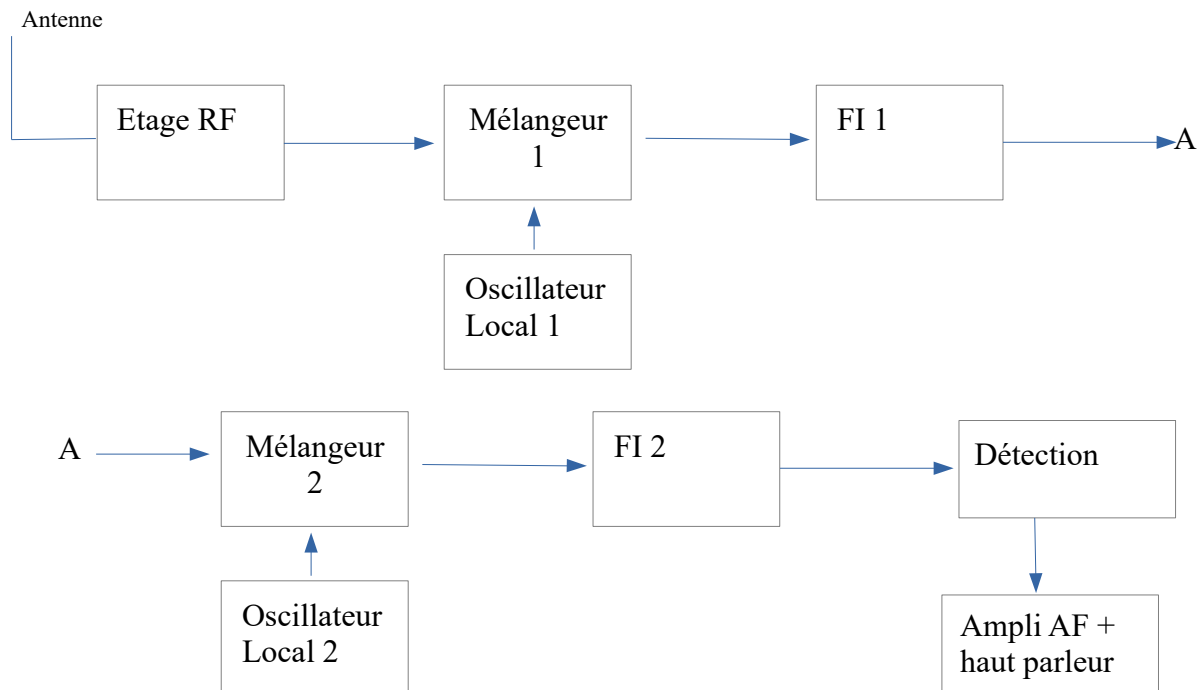 Antenne
Etage RF
Mélangeur
1
FI 1
A
Oscillateur
Local 1
A
Mélangeur
2
FI 2
Détection
Oscillateur
Local 2
Ampli AF +
haut parleur